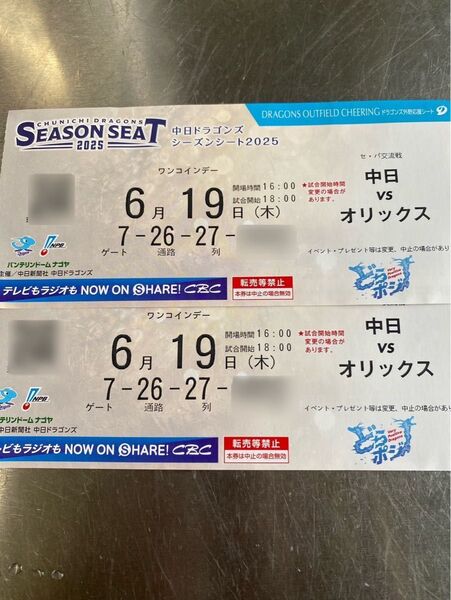 CHUNICHI DRAGONS
SEASON SEAT
2025
中日ドラゴンズ
シーズンシート2025
DRAGONS OUTFIELD CHEERING ドラゴンズ外野応援シート
ワンコインデー
6月19日(木)
開場時間16:00
試合開始18:00
★試合開始時間
変更の場合が
あります。
セ・パ交流戦
中日
VS
オリックス
7-26-27-
ゲート 通路 列
バンテリンドーム ナゴヤ
NPB
主催/中日新聞社 中日ドラゴンズ
イベント・プレゼント等は変更、中止の場合があり
テレビもラジオも NOW ON SHARE! CBC
転売等禁止
本券は中止の場合無効
どらポジ
ワンコインデー
6月19日(木)
開場時間16:00
試合開始18:00
★試合開始時間
変更の場合が
あります。
中日
VS
オリックス
7-26-27-
ゲート 通路 列
バンテリンドーム ナゴヤ
NPB
中日新聞社 中日ドラゴンズ
イベント・プレゼント等は変更、中止の場合があ
レビもラジオも NOW ON SHARE! CBC
転売等禁止
本券は中止の場合無効
どらポジ